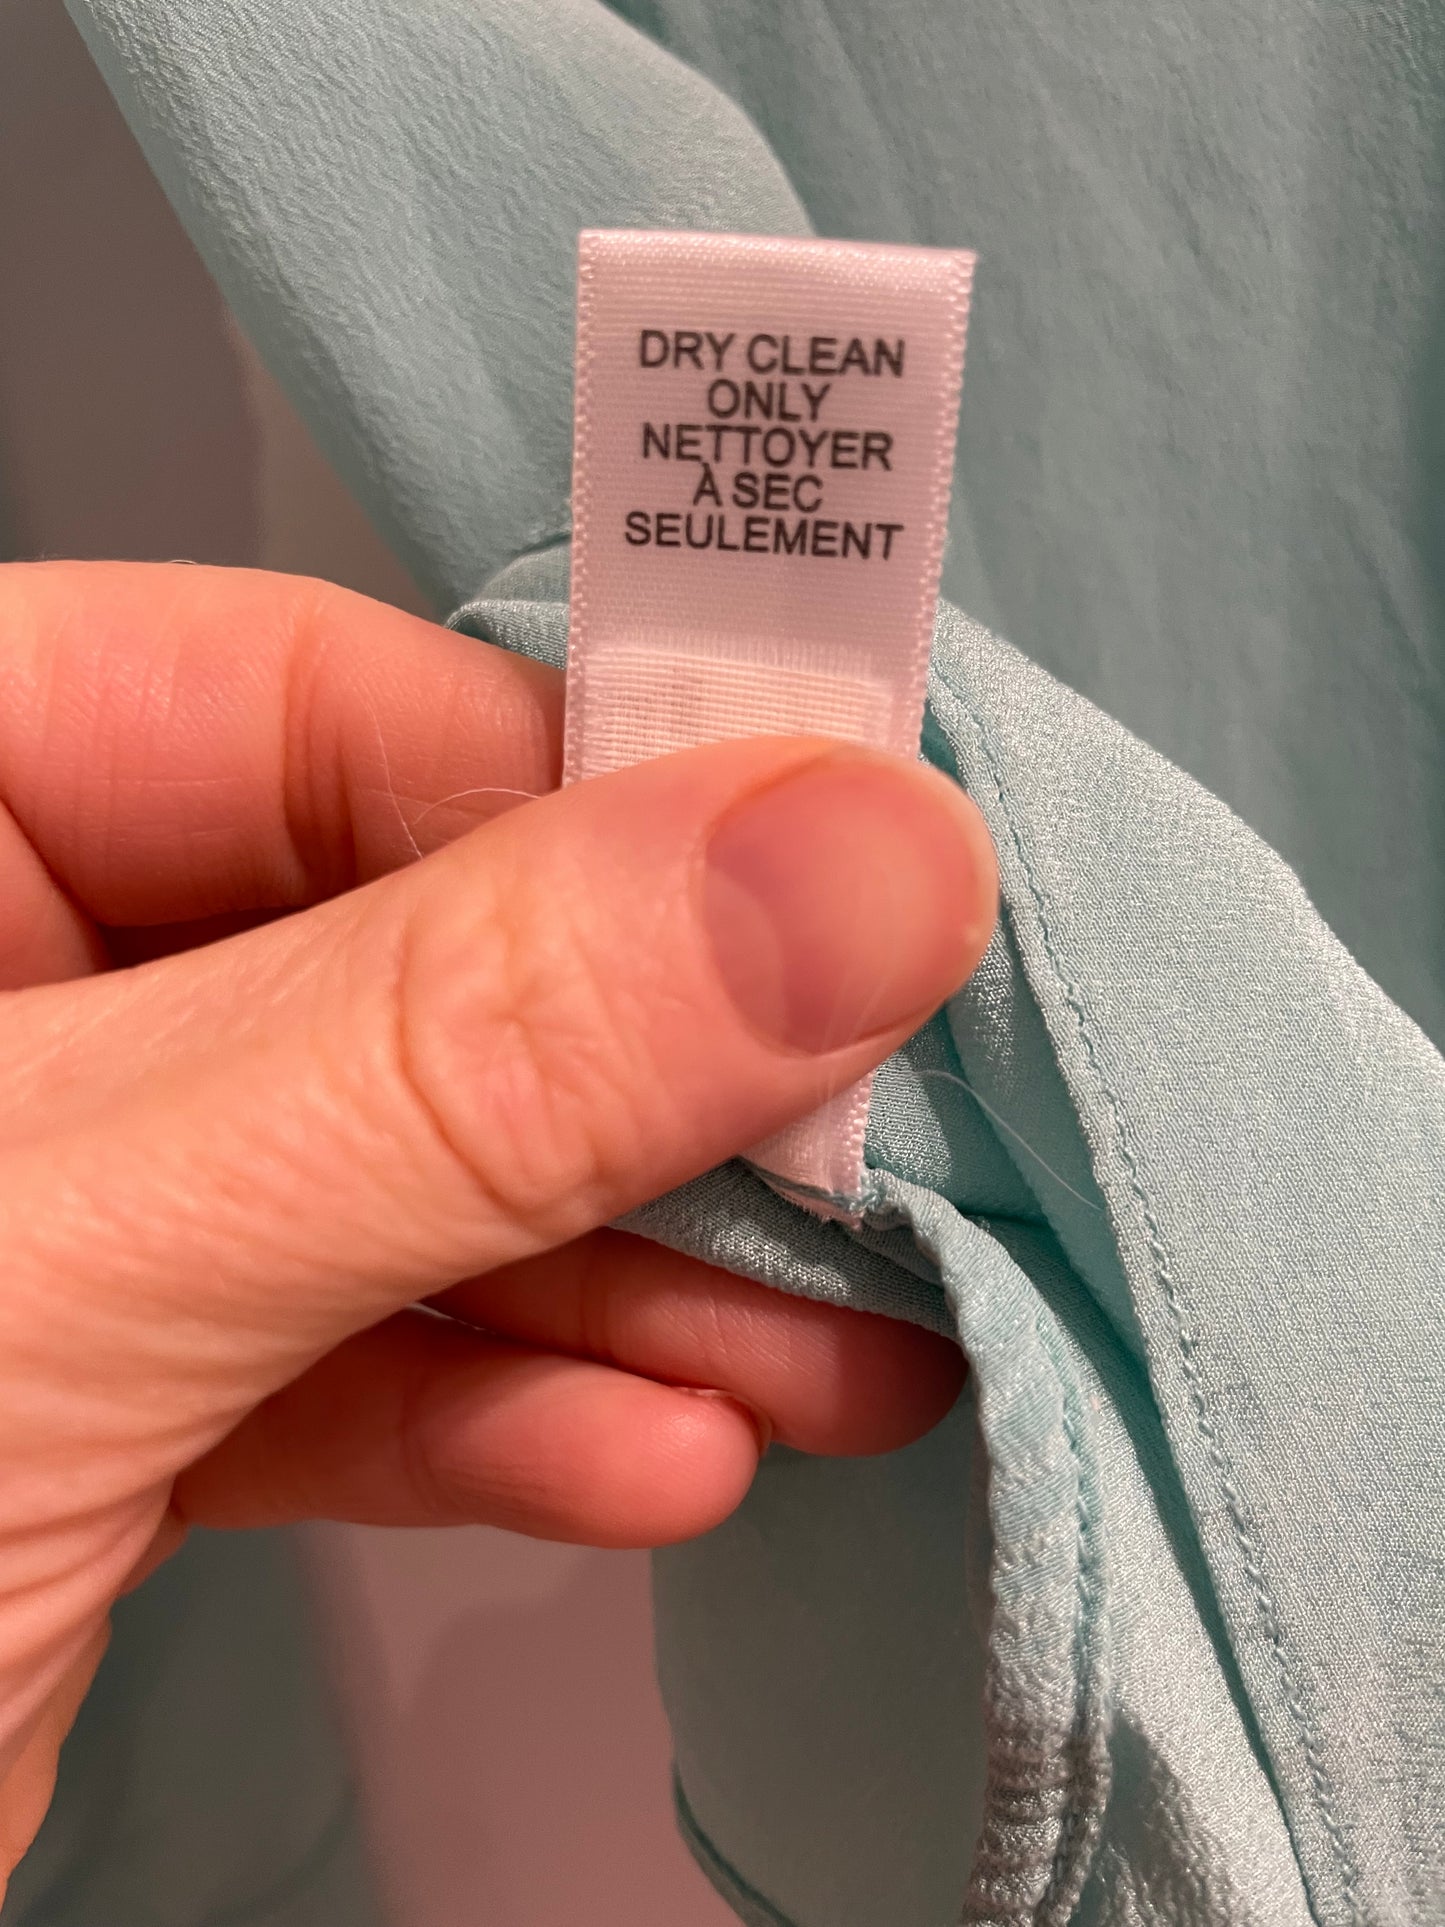 DRY CLEAN
ONLY
NETTOYER
À SEC
SEULEMENT